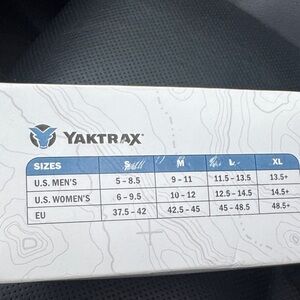 YAKTRAX
SIZES S M L XL
U.S. MEN'S 5 – 8.5 9 – 11 11.5 – 13.5 13.5+
U.S. WOMEN'S 6 – 9.5 10 – 12 12.5 – 14.5 14.5+
EU 37.5 – 42 42.5 – 45 45 – 48.5 48.5+